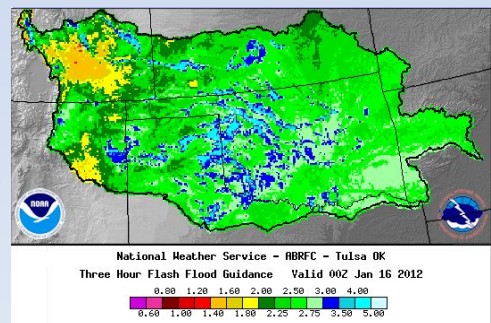 NOAA
National Weather Service - ABRFC - Tulsa OK
Three Hour Flash Flood Guidance Valid 00Z Jan 16 2012
0.80 1.20 1.60 2.00 2.50 3.00 4.00
0.60 1.00 1.40 1.80 2.25 2.75 3.50 5.00